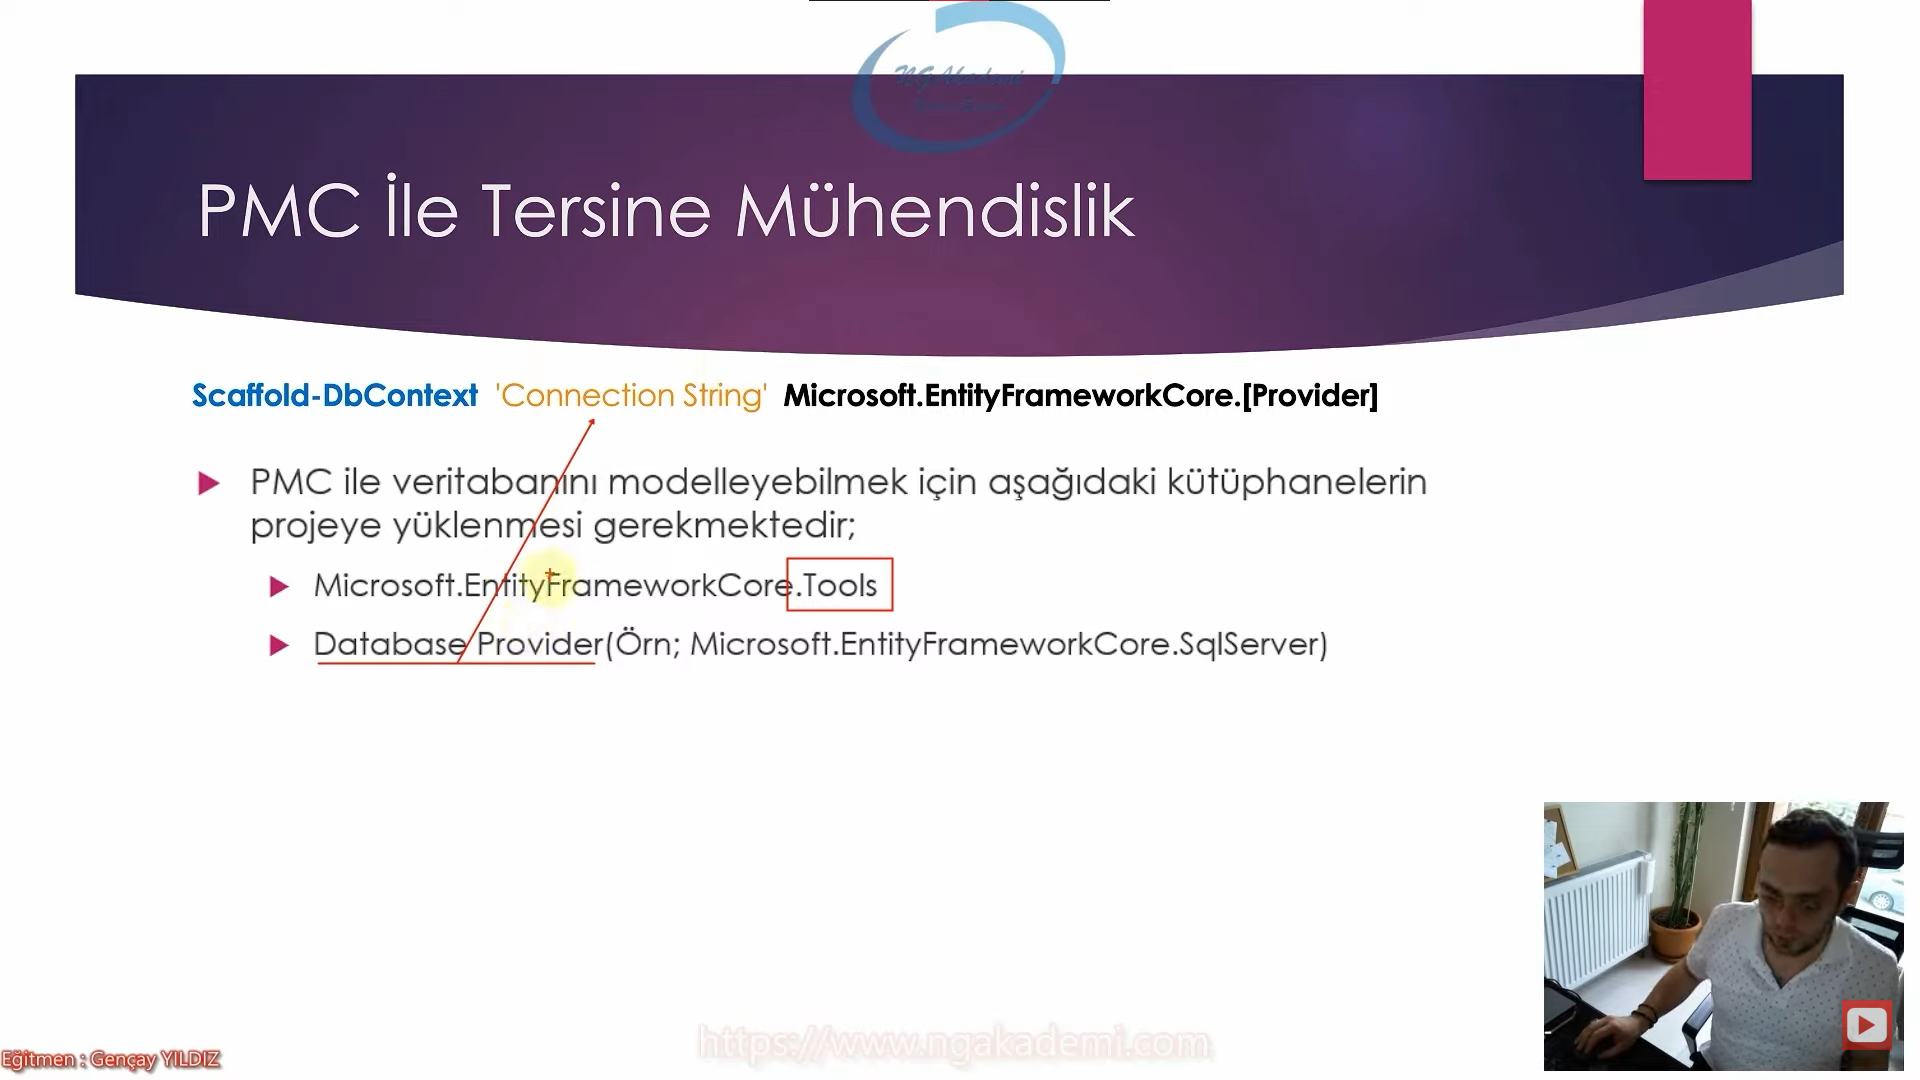 NGAkademi
PMC İle Tersine Mühendislik
Scaffold-DbContext 'Connection String' Microsoft.EntityFrameworkCore.[Provider]
PMC ile veritabanını modelleyebilmek için aşağıdaki kütüphanelerin
projeye yüklenmesi gerekmektedir;
Microsoft.EntityFrameworkCore.Tools
Database Provider(Örn; Microsoft.EntityFrameworkCore.SqlServer)
https://www.ngakademi.com
Eğitmen : Gençay YILDIZ